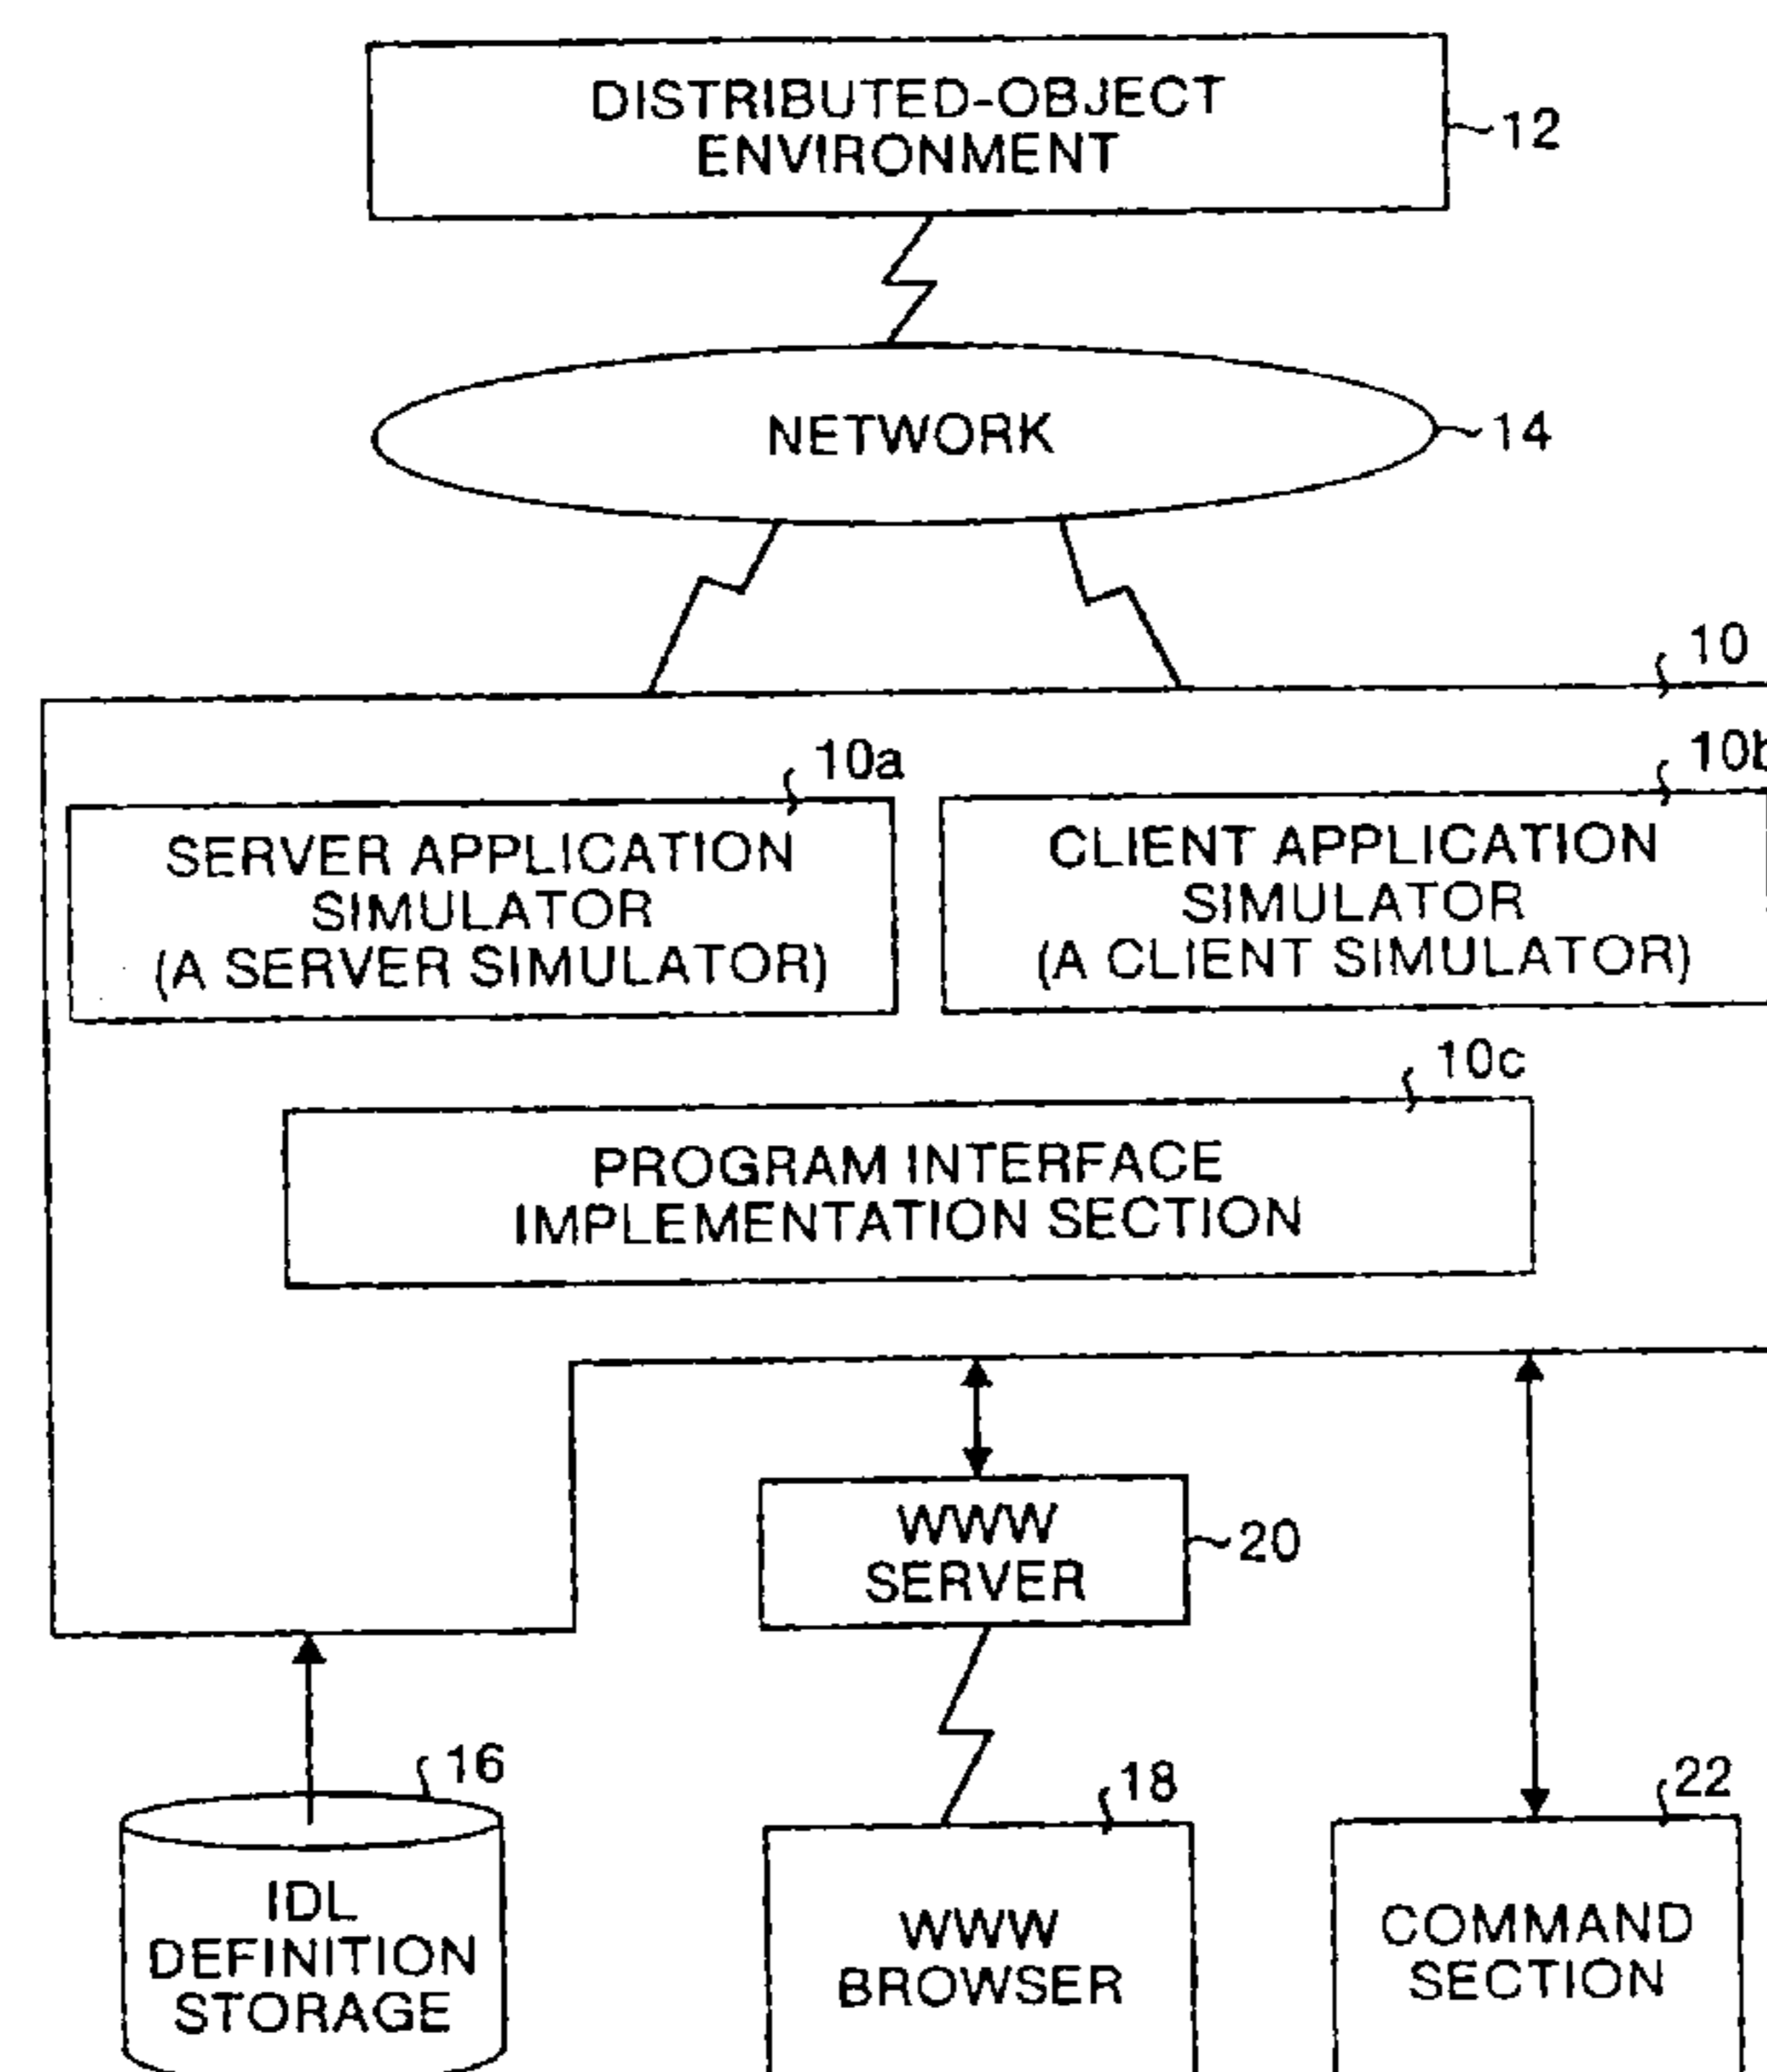 DISTRIBUTED-OBJECT
ENVIRONMENT
12
NETWORK
14
10
10a
10b
SERVER APPLICATION
SIMULATOR
(A SERVER SIMULATOR)
CLIENT APPLICATION
SIMULATOR
(A CLIENT SIMULATOR)
10c
PROGRAM INTERFACE
IMPLEMENTATION SECTION
WWW
SERVER
20
16
18
22
IDL
DEFINITION
STORAGE
WWW
BROWSER
COMMAND
SECTION